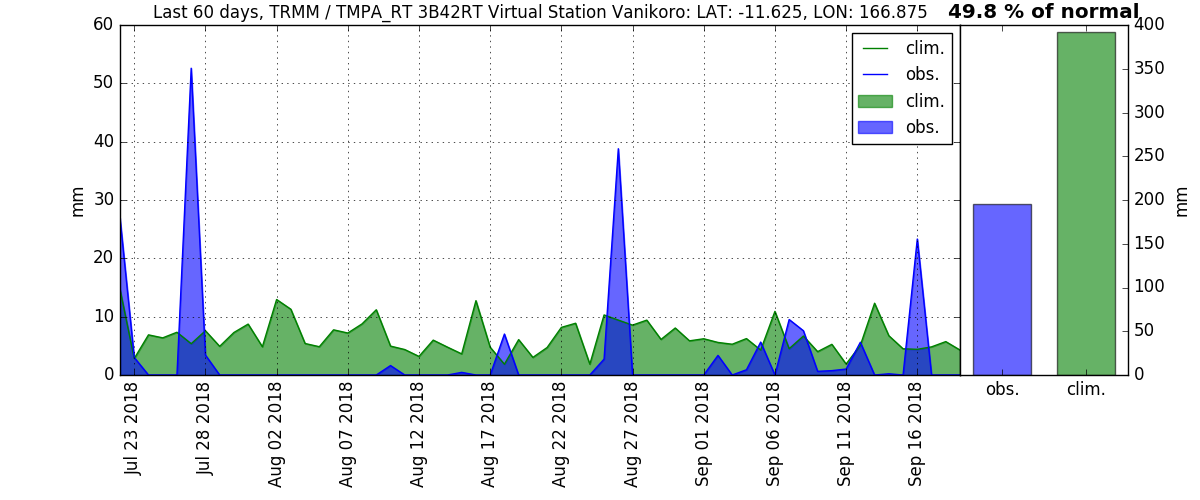 Last 60 days, TRMM / TMPA_RT 3B42RT Virtual Station Vanikoro: LAT: -11.625, LON: 166.875
49.8 % of normal
60
50
40
30
20
10
0
mm
clim.
obs.
clim.
obs.
Jul 23 2018
Jul 28 2018
Aug 02 2018
Aug 07 2018
Aug 12 2018
Aug 17 2018
Aug 22 2018
Aug 27 2018
Sep 01 2018
Sep 06 2018
Sep 11 2018
Sep 16 2018
400
350
300
250
200
150
100
50
0
mm
obs.
clim.